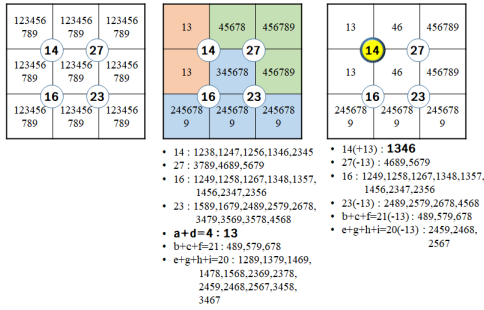 123456 123456 123456
789 789 789
14 27
123456 123456 123456
789 789 789
16 23
123456 123456 123456
789 789 789
13 45678 456789
14 27
13 345678 456789
16 23
245678 245678 245678
9 9 9
• 14 : 1238,1247,1256,1346,2345
• 27 : 3789,4689,5679
• 16 : 1249,1258,1267,1348,1357,
1456,2347,2356
• 23 : 1589,1679,2489,2579,2678,
3479,3569,3578,4568
• a+d=4 : 13
• b+c+f=21 : 489,579,678
• e+g+h+i=20 : 1289,1379,1469,
1478,1568,2369,2378,
2459,2468,2567,3458,
3467
13 46 456789
14 27
13 46 456789
16 23
245678 245678 245678
9 9 9
• 14(+13) : 1346
• 27(-13) : 4689,5679
• 16 : 1249,1258,1267,1348,1357,
1456,2347,2356
• 23(-13) : 2489,2579,2678,4568
• b+c+f=21(-13) : 489,579,678
• e+g+h+i=20(-13) : 2459,2468,
2567